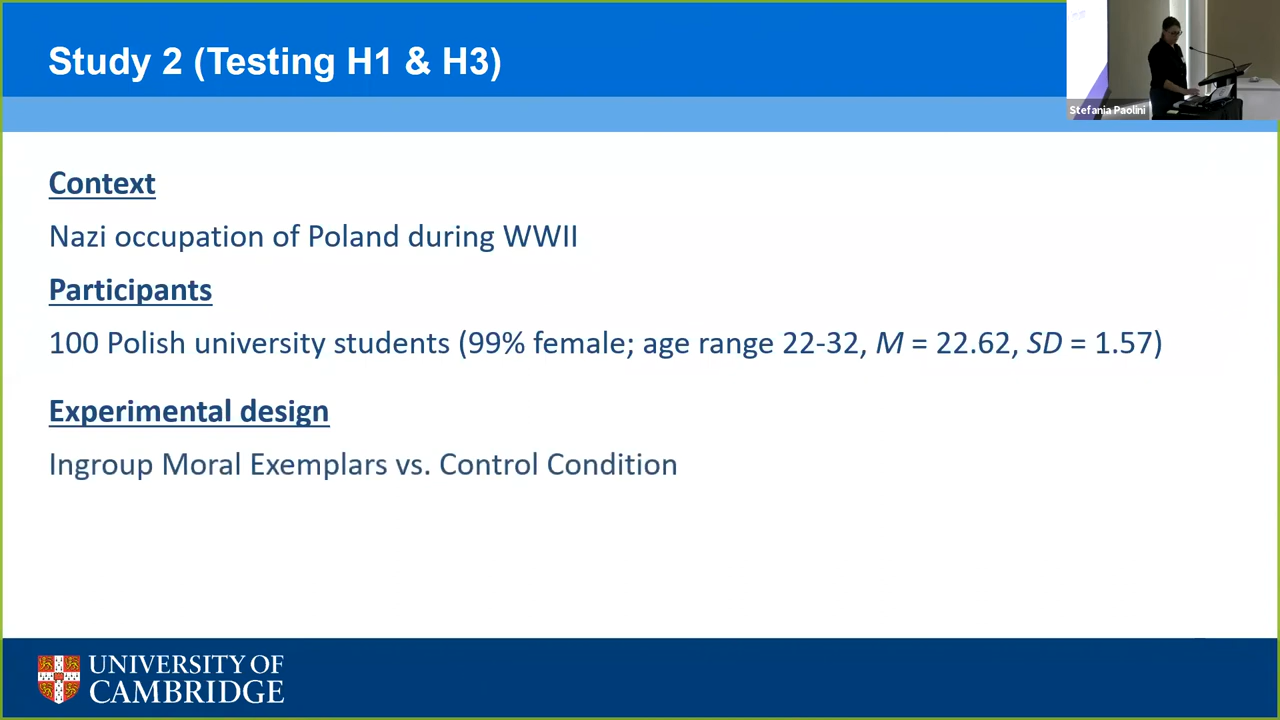 Study 2 (Testing H1 & H3)
Stefania Paolini
Context
Nazi occupation of Poland during WWII
Participants
100 Polish university students (99% female; age range 22-32, M = 22.62, SD = 1.57)
Experimental design
Ingroup Moral Exemplars vs. Control Condition
UNIVERSITY OF
CAMBRIDGE